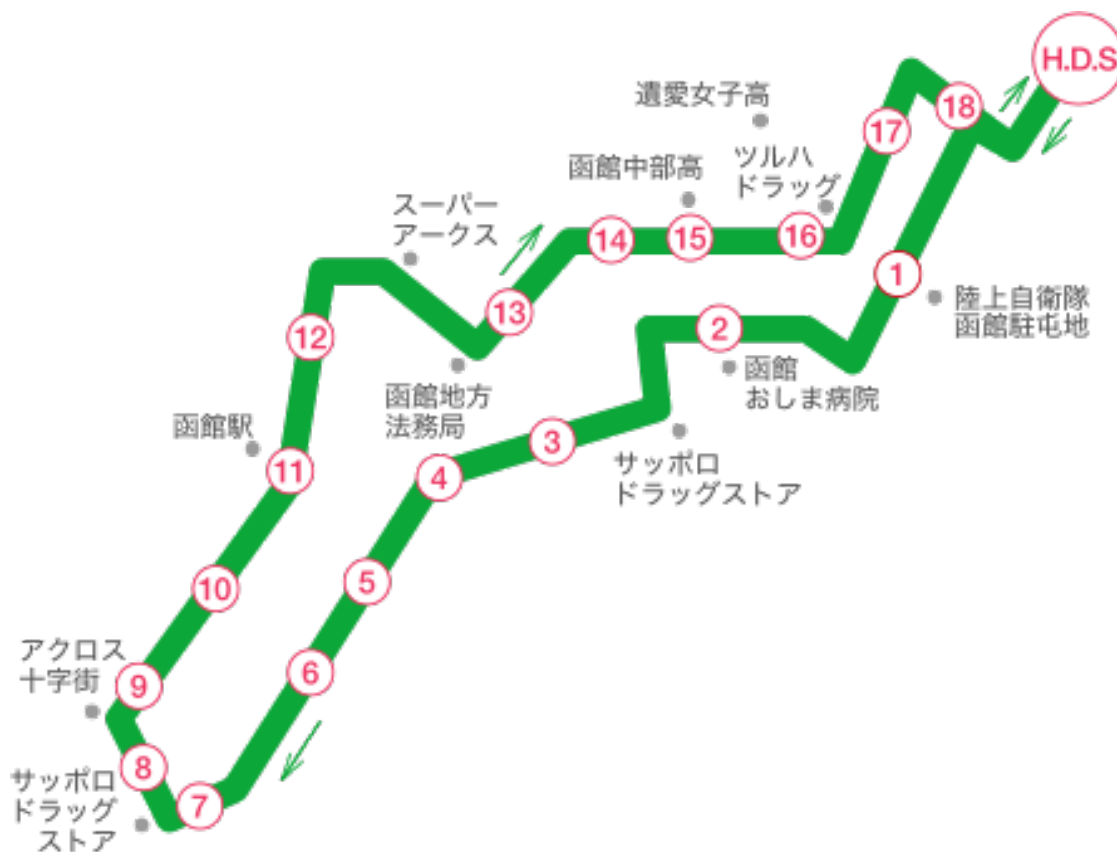 H.D.S
遺愛女子高
18
17
ツルハ
ドラッグ
函館中部高
スーパー
アークス
14
15
16
1
陸上自衛隊
函館駐屯地
13
12
2
函館
おしま病院
函館地方
法務局
函館駅
11
3
4
サッポロ
ドラッグストア
10
5
アクロス
十字街
9
6
8
サッポロ
ドラッグ
ストア
7